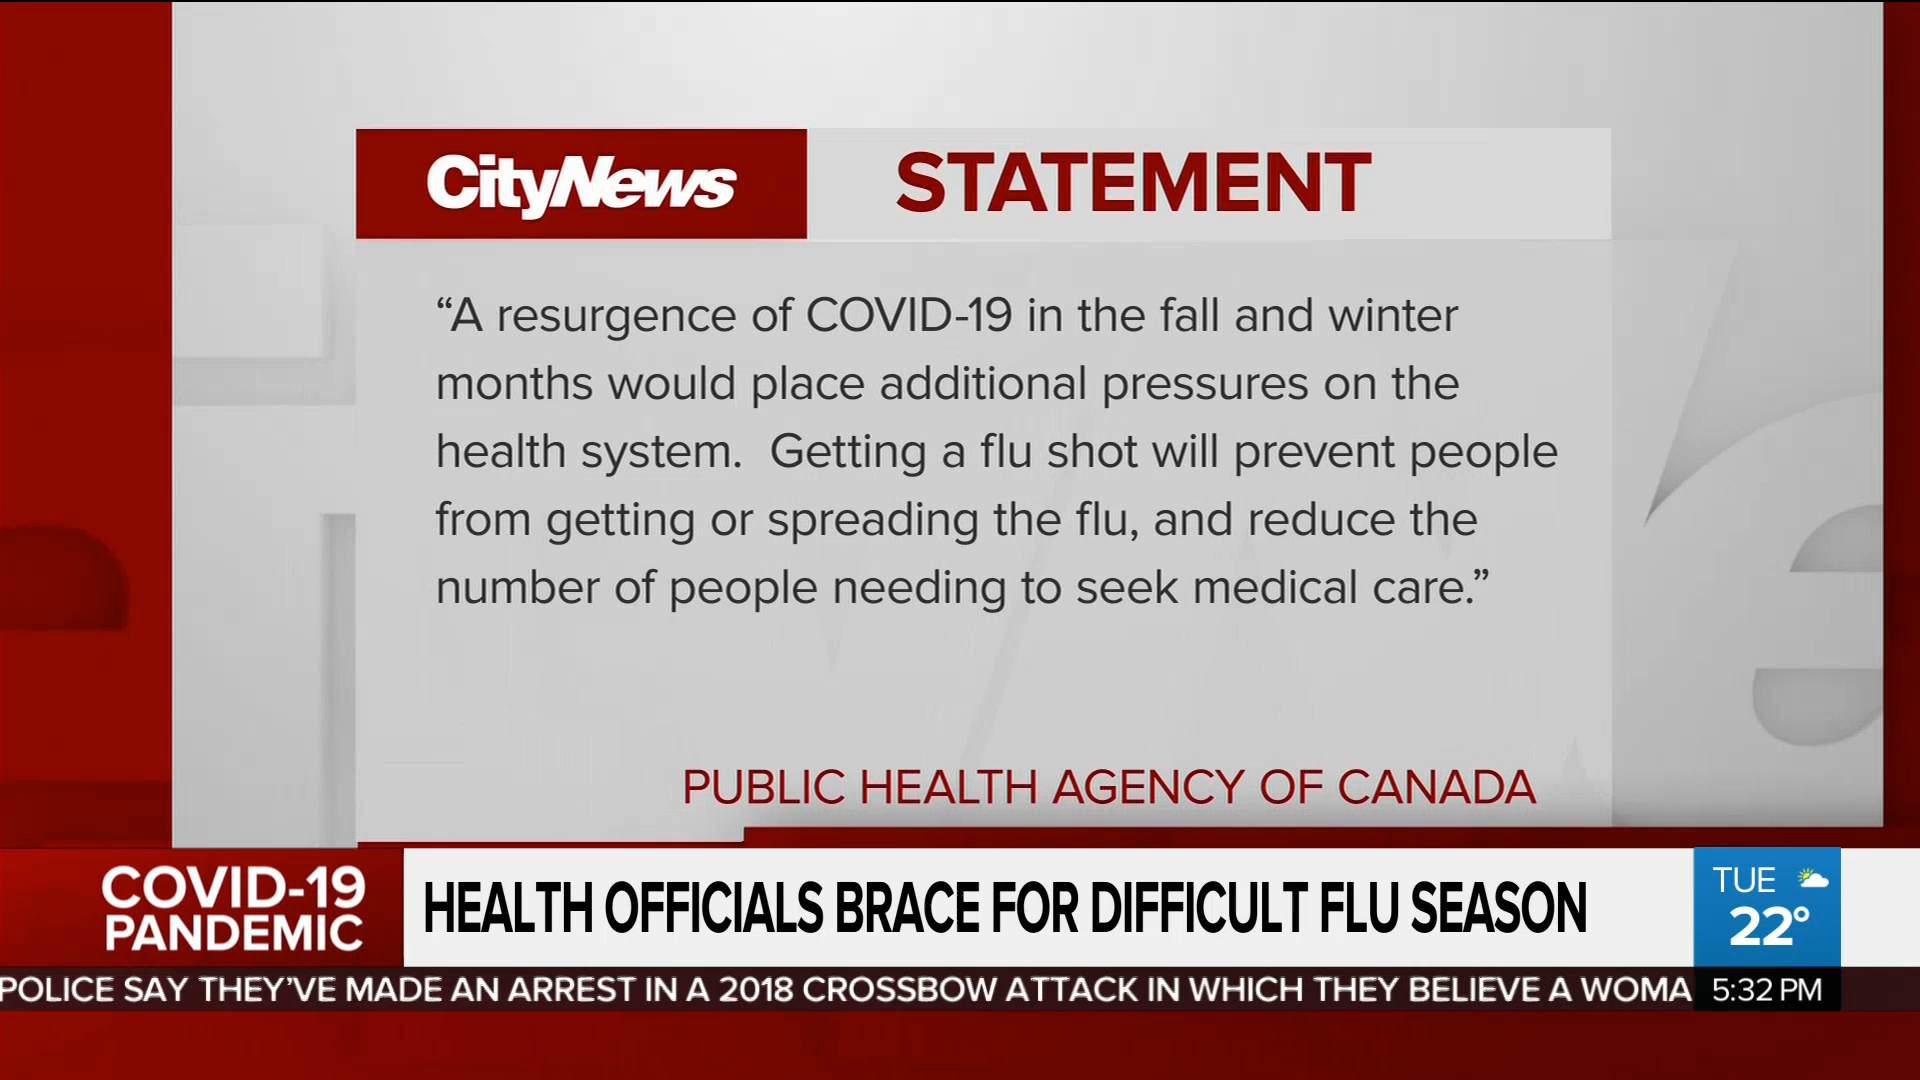 CityNews
STATEMENT
“A resurgence of COVID-19 in the fall and winter
months would place additional pressures on the
health system.  Getting a flu shot will prevent people
from getting or spreading the flu, and reduce the
number of people needing to seek medical care.”
PUBLIC HEALTH AGENCY OF CANADA
COVID-19
PANDEMIC
HEALTH OFFICIALS BRACE FOR DIFFICULT FLU SEASON
TUE
22°
POLICE SAY THEY’VE MADE AN ARREST IN A 2018 CROSSBOW ATTACK IN WHICH THEY BELIEVE A WOMA
5:32 PM